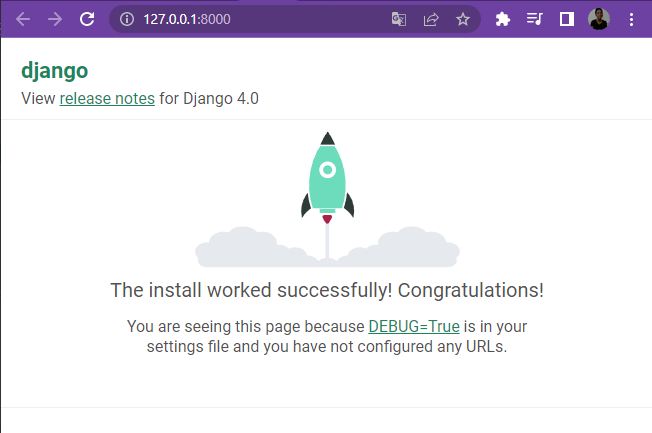 127.0.0.1:8000
django
View release notes for Django 4.0
The install worked successfully! Congratulations!
You are seeing this page because DEBUG=True is in your
settings file and you have not configured any URLs.